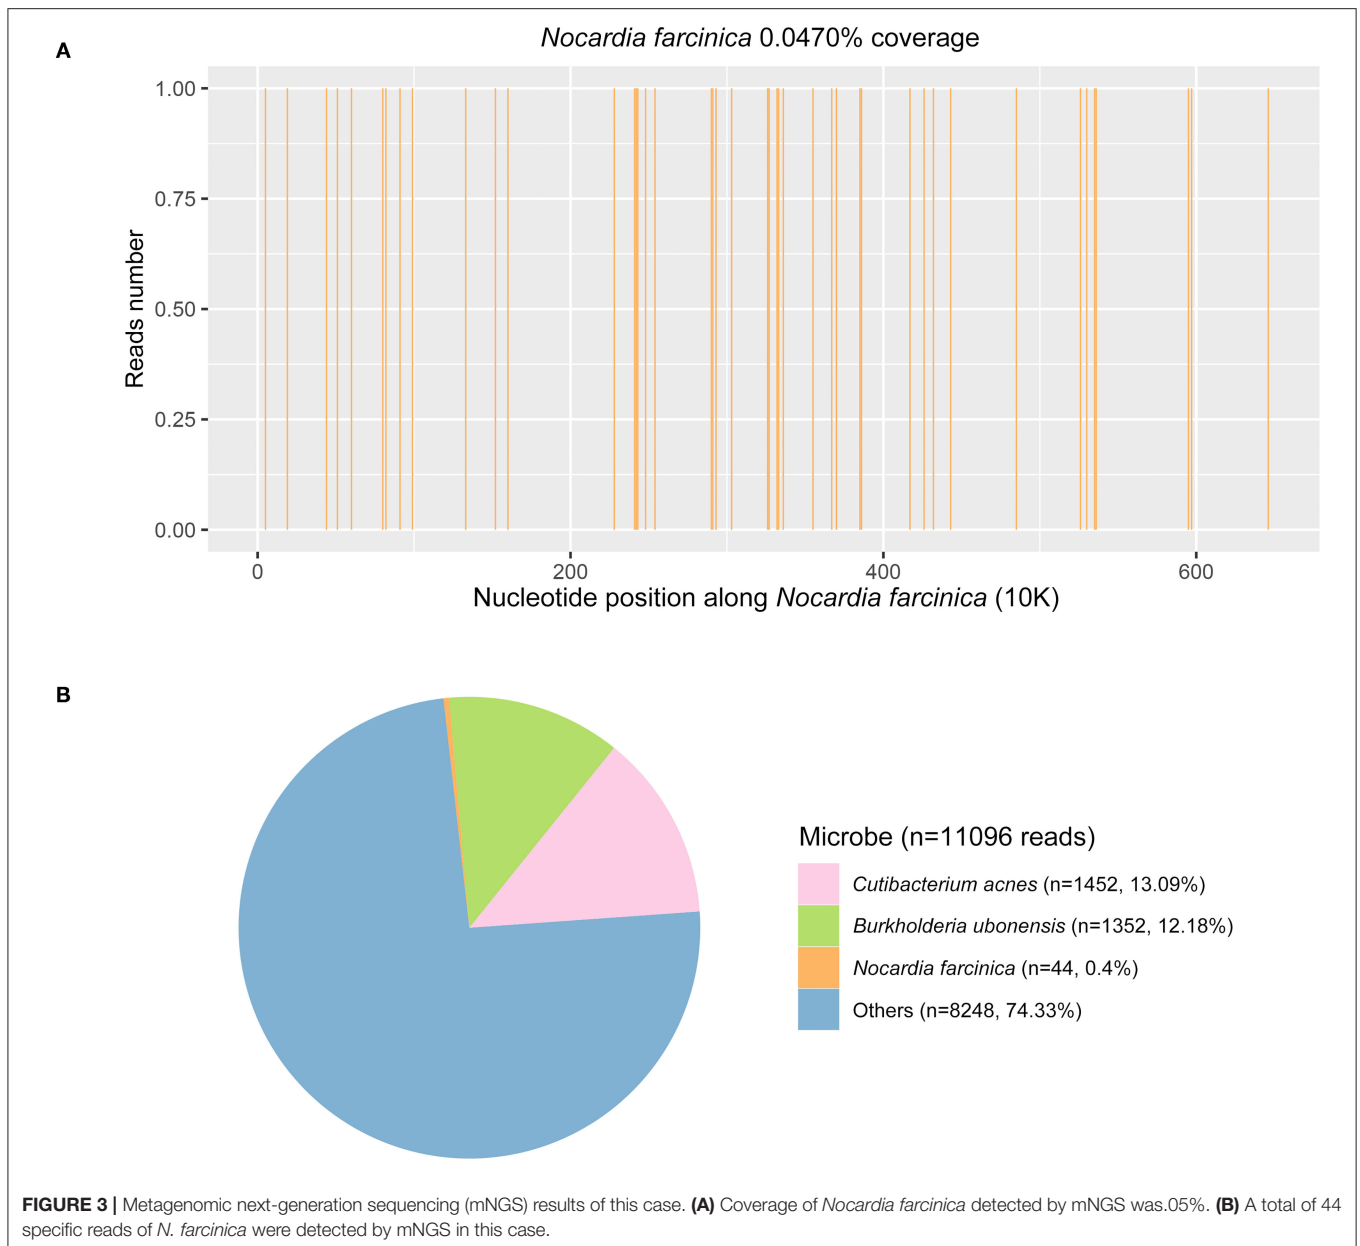 A
Nocardia farcinica 0.0470% coverage
1.00
0.75
0.50
0.25
0.00
Reads number
0 200 400 600
Nucleotide position along Nocardia farcinica (10K)
B
Microbe (n=11096 reads)
Cutibacterium acnes (n=1452, 13.09%)
Burkholderia ubonensis (n=1352, 12.18%)
Nocardia farcinica (n=44, 0.4%)
Others (n=8248, 74.33%)
FIGURE 3 | Metagenomic next-generation sequencing (mNGS) results of this case. (A) Coverage of Nocardia farcinica detected by mNGS was.05%. (B) A total of 44
specific reads of N. farcinica were detected by mNGS in this case.